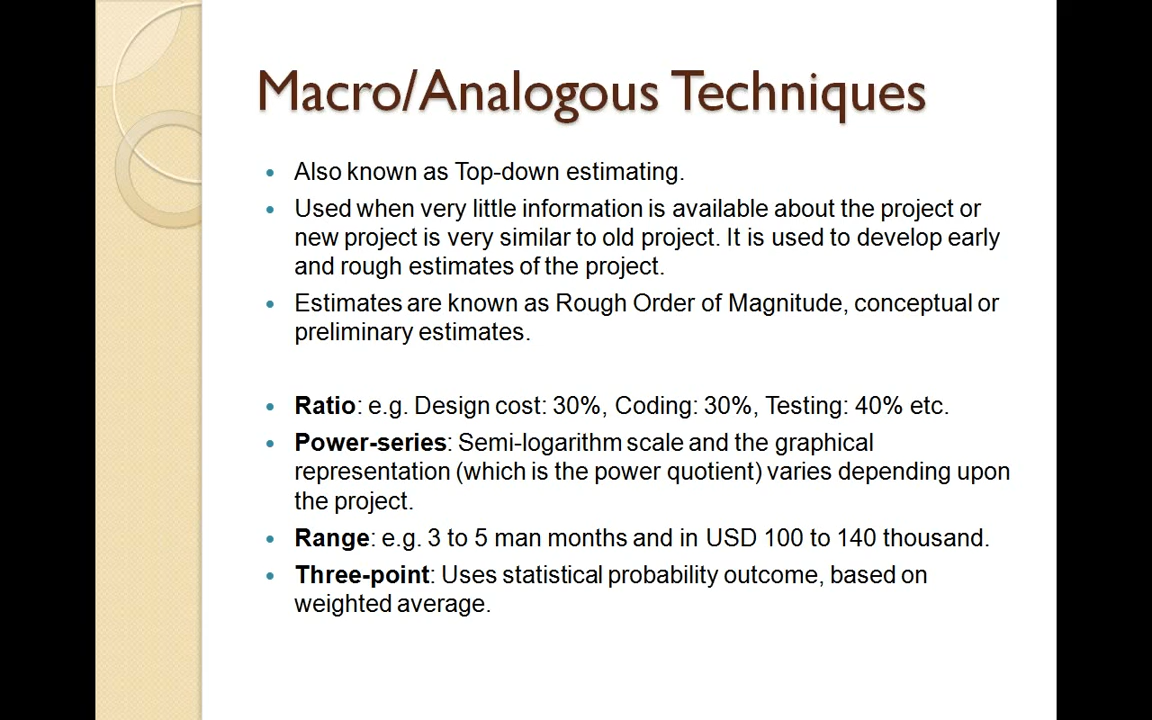 Macro/Analogous Techniques
• Also known as Top-down estimating.
• Used when very little information is available about the project or
new project is very similar to old project. It is used to develop early
and rough estimates of the project.
• Estimates are known as Rough Order of Magnitude, conceptual or
preliminary estimates.
• Ratio: e.g. Design cost: 30%, Coding: 30%, Testing: 40% etc.
• Power-series: Semi-logarithm scale and the graphical
representation (which is the power quotient) varies depending upon
the project.
• Range: e.g. 3 to 5 man months and in USD 100 to 140 thousand.
• Three-point: Uses statistical probability outcome, based on
weighted average.